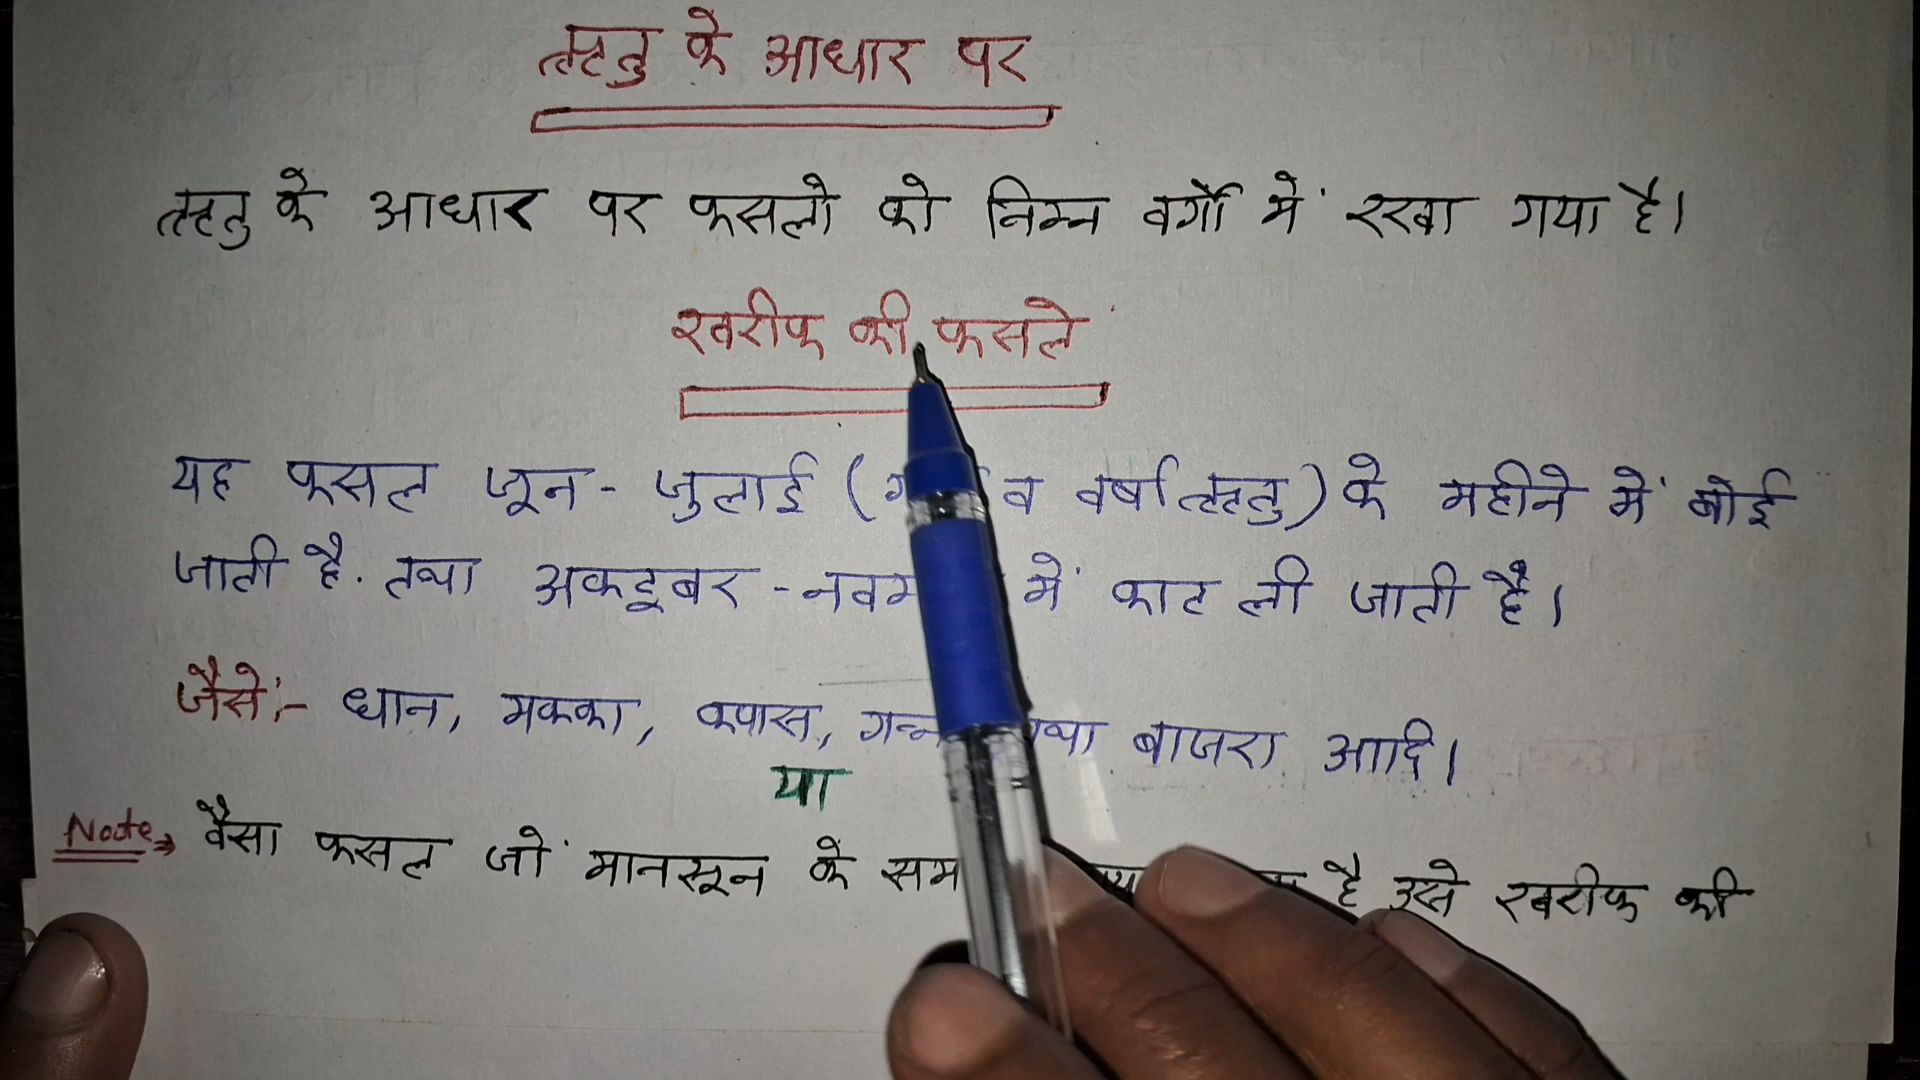 ऋतु के आधार पर
ऋतु के आधार पर फसलो को निम्न वर्गों में रखा गया है।
खरीफ की फसले
यह फसल जून - जुलाई ( व वर्षा ऋतु) के महीने में बोई
जाती है. तथा अकटूबर - में काट ली जाती है।
जैसे:- धान, मक्का, कपास, बाजरा आदि।
या
Note वैसा फसल जो मानसून के है उसे खरीफ की